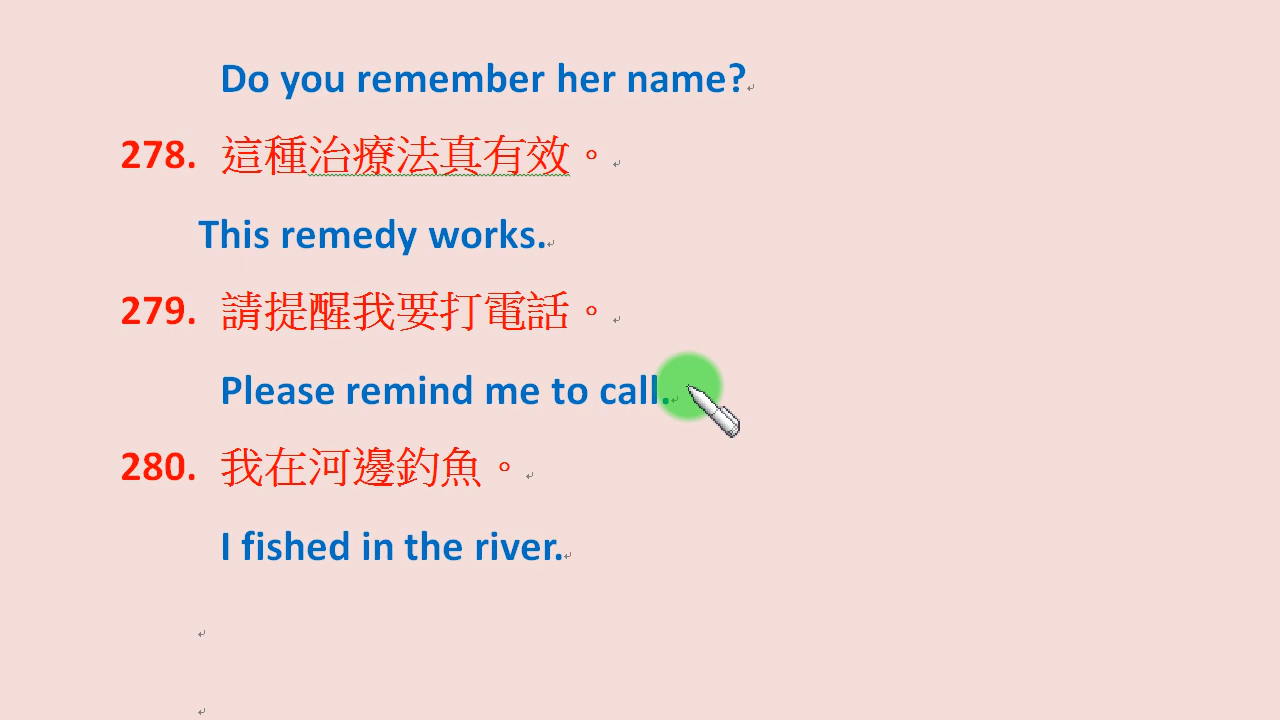 Do you remember her name?
278. 這種治療法真有效。
This remedy works.
279. 請提醒我要打電話。
Please remind me to call.
280. 我在河邊釣魚。
I fished in the river.